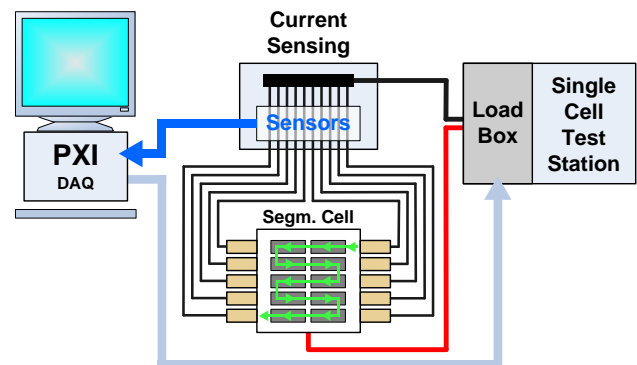 Current
Sensing
Sensors
PXI
DAQ
Segm. Cell
Load
Box
Single
Cell
Test
Station